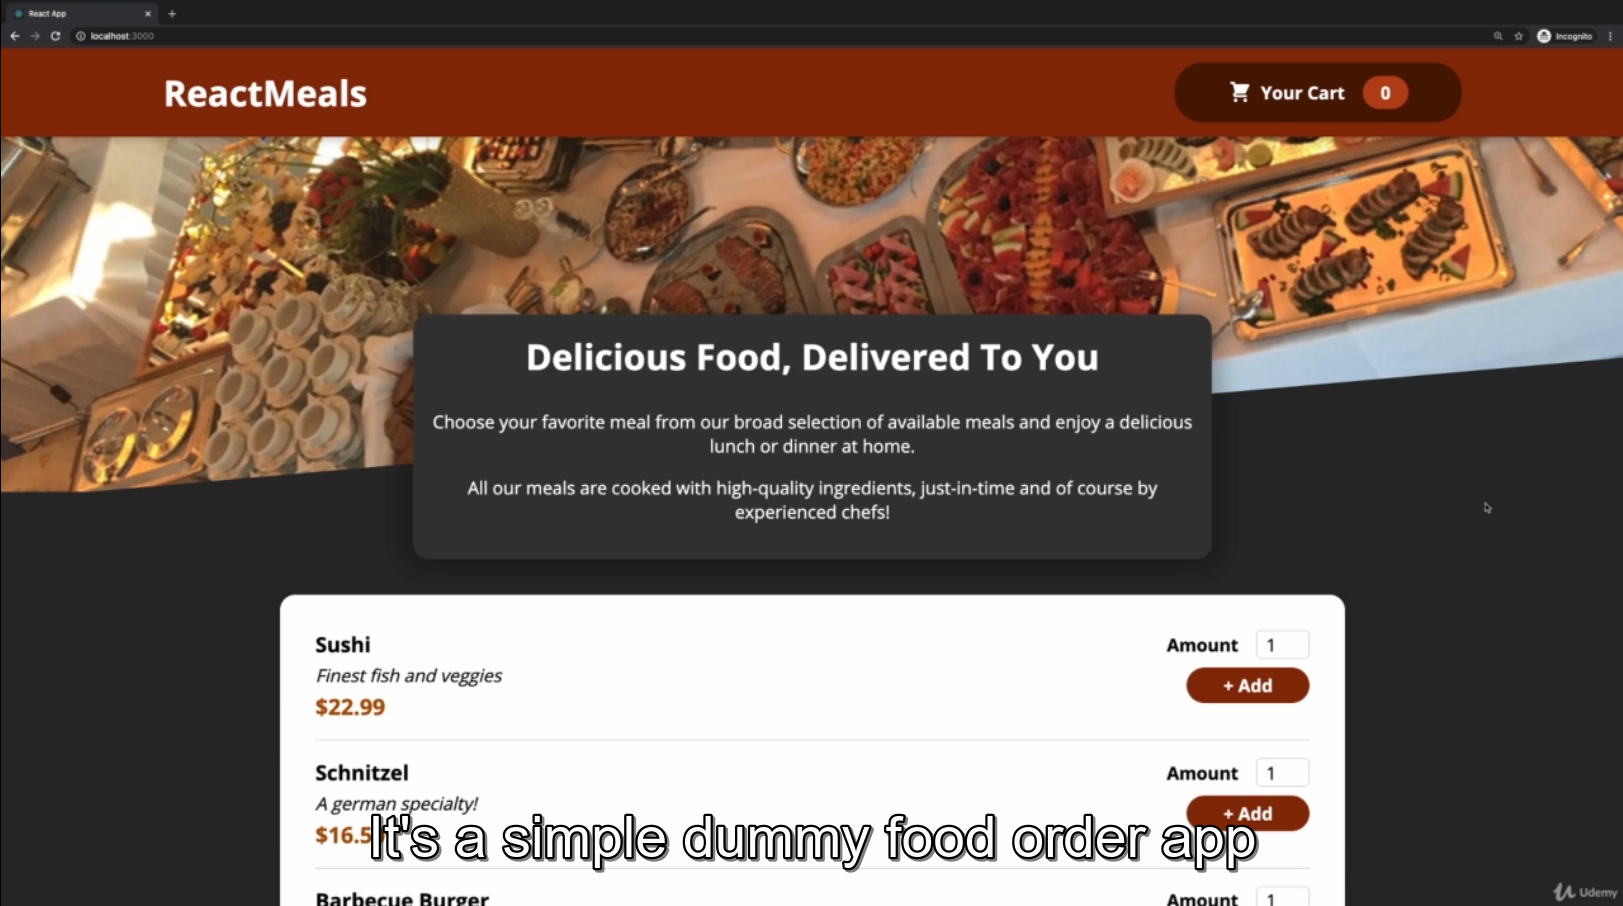 React App
localhost:3000
Incognito
ReactMeals
Your Cart 0
Delicious Food, Delivered To You
Choose your favorite meal from our broad selection of available meals and enjoy a delicious
lunch or dinner at home.
All our meals are cooked with high-quality ingredients, just-in-time and of course by
experienced chefs!
Sushi
Amount 1
Finest fish and veggies
+ Add
$22.99
Schnitzel
Amount 1
A german specialty!
+ Add
$16.5
It's a simple dummy food order app
Barbecue Burger
Amount 1
Udemy